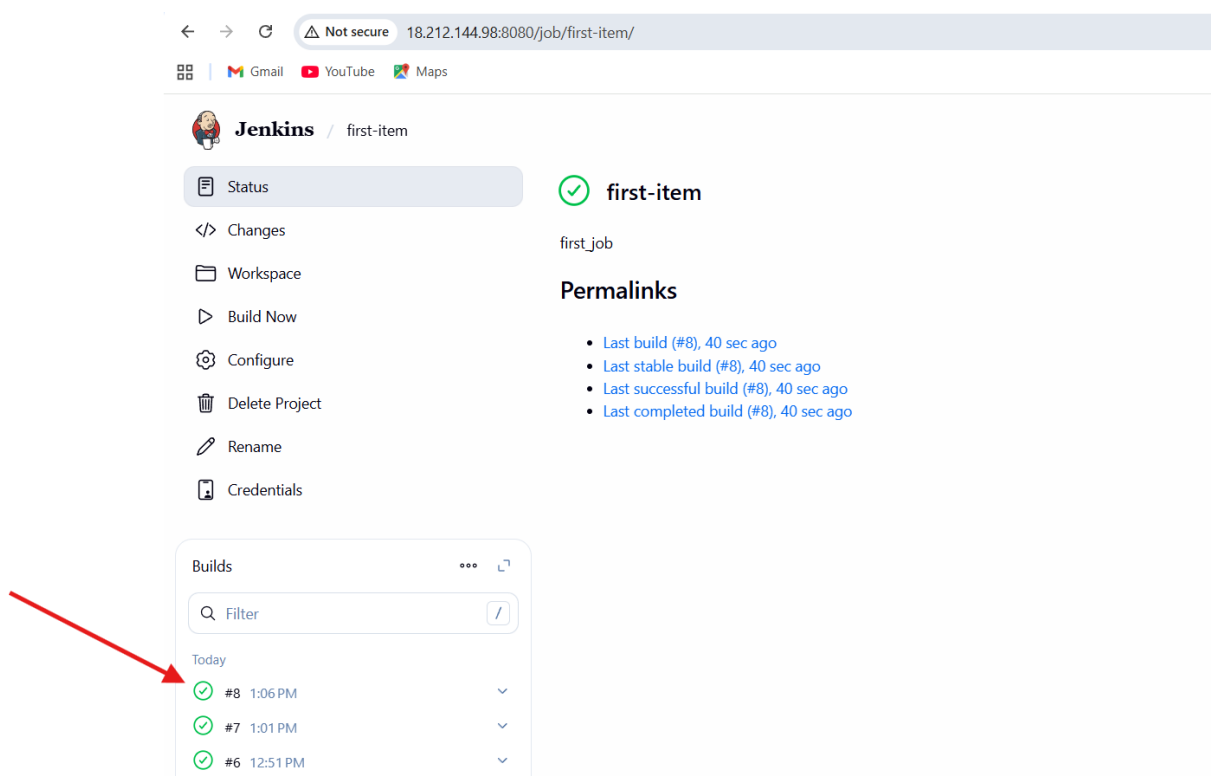 Not secure 18.212.144.98:8080/job/first-item/
Gmail YouTube Maps
Jenkins / first-item
Status
Changes
Workspace
Build Now
Configure
Delete Project
Rename
Credentials
first-item
first_job
Permalinks
Last build (#8), 40 sec ago
Last stable build (#8), 40 sec ago
Last successful build (#8), 40 sec ago
Last completed build (#8), 40 sec ago
Builds
Filter /
Today
#8 1:06 PM
#7 1:01 PM
#6 12:51 PM